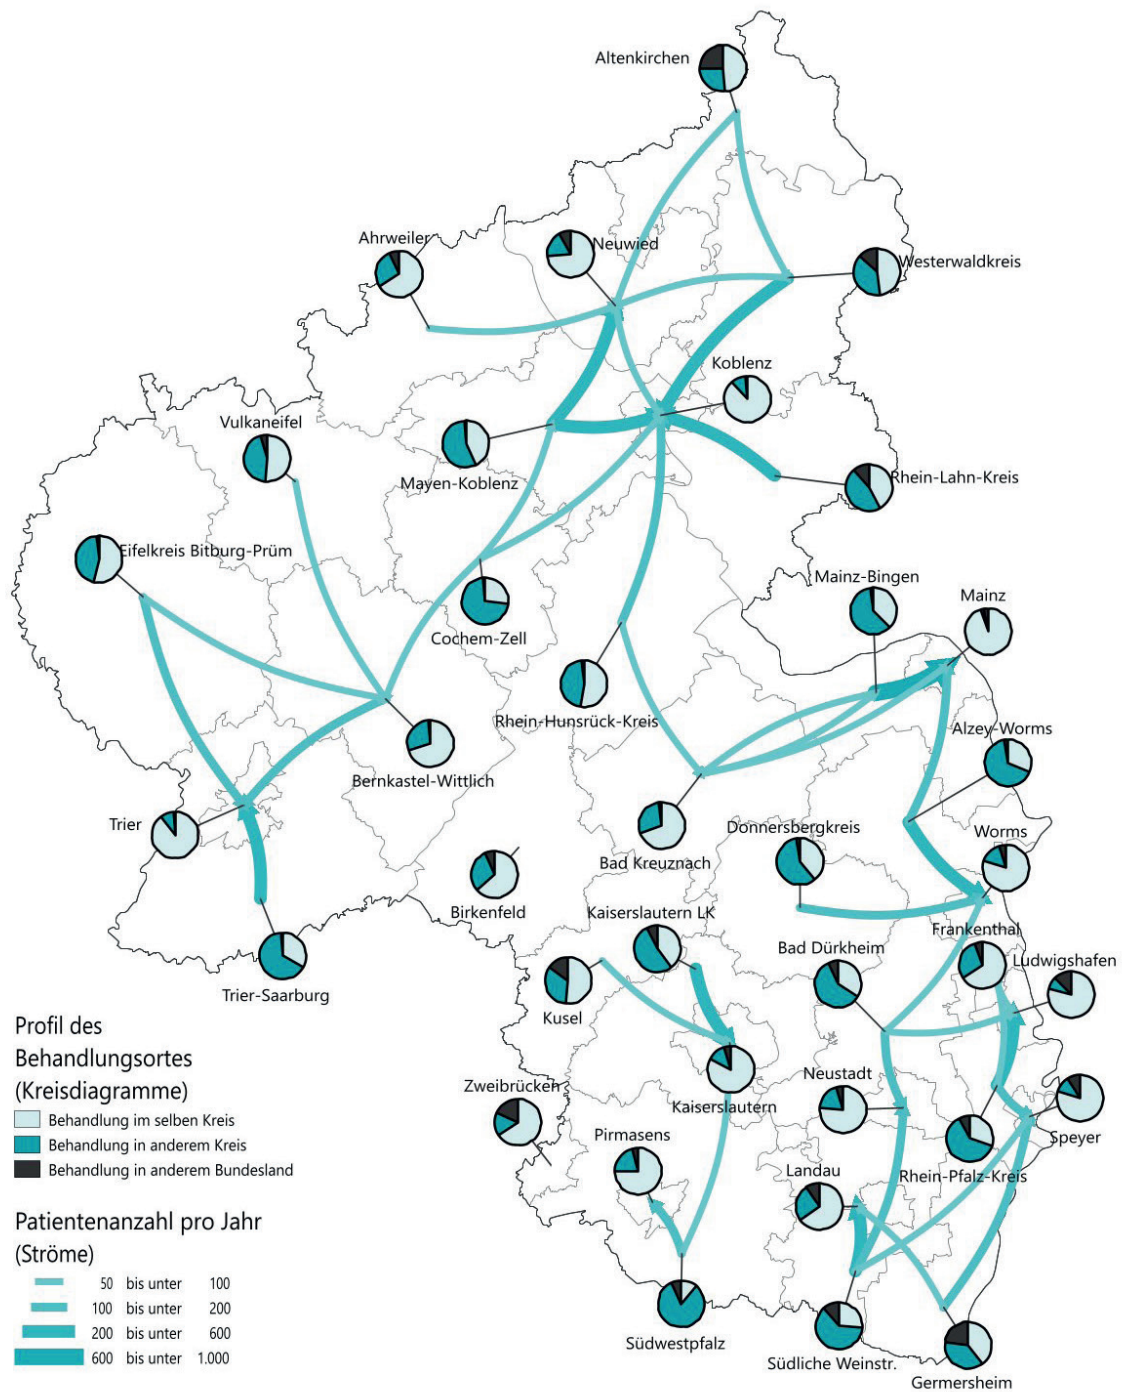 Altenkirchen
Ahrweiler
Neuwied
Westerwaldkreis
Koblenz
Vulkaneifel
Mayen-Koblenz
Rhein-Lahn-Kreis
Eifelkreis Bitburg-Prüm
Mainz-Bingen
Mainz
Cochem-Zell
Rhein-Hunsrück-Kreis
Alzey-Worms
Bernkastel-Wittlich
Trier
Donnersbergkreis
Worms
Bad Kreuznach
Birkenfeld
Kaiserslautern LK
Frankenthal
Bad Dürkheim
Ludwigshafen
Trier-Saarburg
Kusel
Profil des
Behandlungsortes
(Kreisdiagramme)
Behandlung im selben Kreis
Behandlung in anderem Kreis
Behandlung in anderem Bundesland
Zweibrücken
Kaiserslautern
Neustadt
Pirmasens
Speyer
Landau
Rhein-Pfalz-Kreis
Patientenanzahl pro Jahr
(Ströme)
50 bis unter 100
100 bis unter 200
200 bis unter 600
600 bis unter 1.000
Südwestpfalz
Südliche Weinstr.
Germersheim